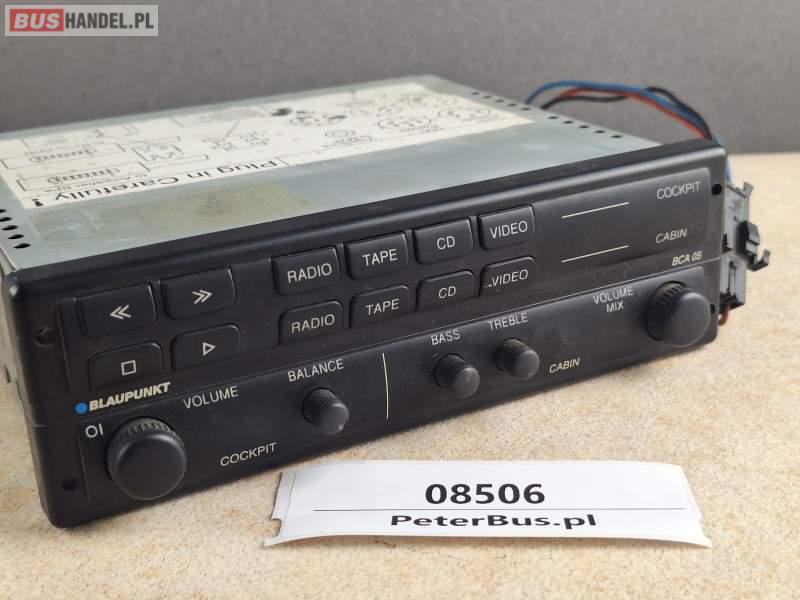 BUSHANDEL.PL
Plug in Carefully !
COCKPIT
RADIO TAPE CD VIDEO
CABIN
RADIO TAPE CD VIDEO
BCA 05
BLAUPUNKT
VOLUME BALANCE BASS TREBLE VOLUME MIX
OI
COCKPIT
CABIN
08506
PeterBus.pl